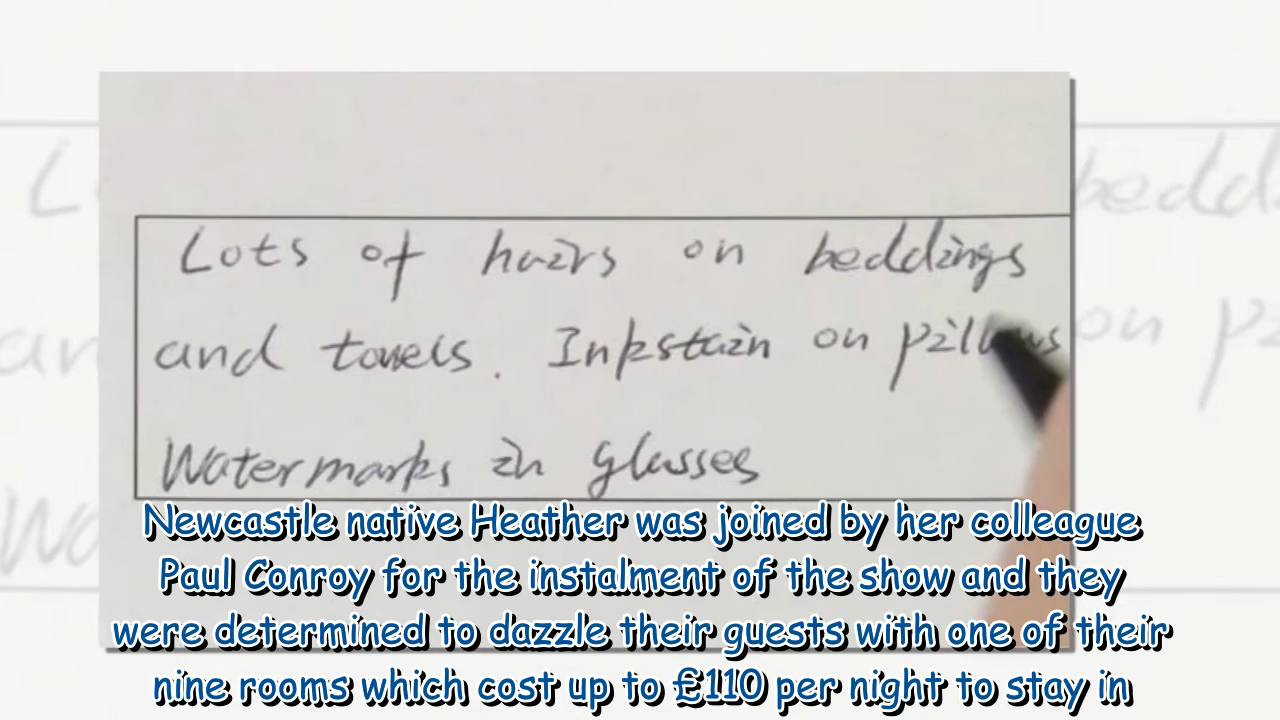 Lots of hairs on beddings
and towels. Inkstain on pillows
Watermarks in glasses
Newcastle native Heather was joined by her colleague
Paul Conroy for the instalment of the show and they
were determined to dazzle their guests with one of their
nine rooms which cost up to £110 per night to stay in